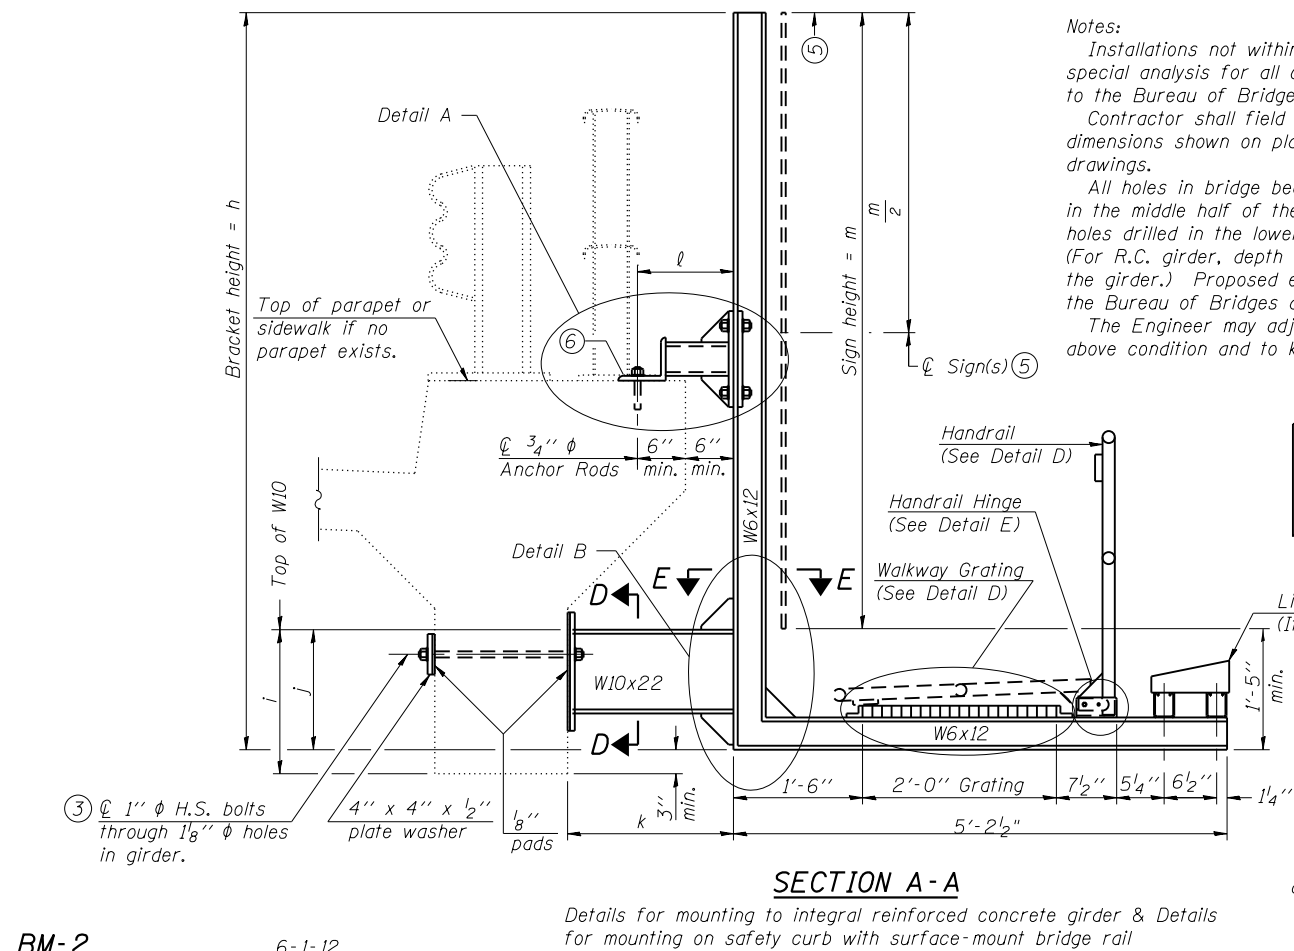 Notes:
Installations not within
special analysis for all
to the Bureau of Bridge
Contractor shall field
dimensions shown on
drawings.
All holes in bridge
in the middle half of the
holes drilled in the lower
(For R.C. girder, depth
the girder.) Proposed
the Bureau of Bridges
The Engineer may
above condition and to
5
Detail A
Bracket height = h
Sign height = m
m/2
ℓ
Top of parapet or
sidewalk if no
parapet exists.
6
℄ Sign(s) 5
℄ 3/4'' ϕ
Anchor Rods
6''
min.
6''
min.
Handrail
(See Detail D)
W6x12
Handrail Hinge
(See Detail E)
Top of W10
Detail B
Walkway Grating
(See Detail D)
E
E
D
D
i
j
W10x22
W6x12
1'-5''
min.
3 ℄ 1'' ϕ H.S. bolts
through 1 1/8'' ϕ holes
in girder.
4'' x 4'' x 1/2''
plate washer
1/8''
pads
k
3''
min.
1'-6''
2'-0'' Grating
7 1/2''
5 1/4''
6 1/2''
1 1/4''
5'-2 1/2"
SECTION A-A
Details for mounting to integral reinforced concrete girder & Details
for mounting on safety curb with surface-mount bridge rail
BM-2
6-1-12